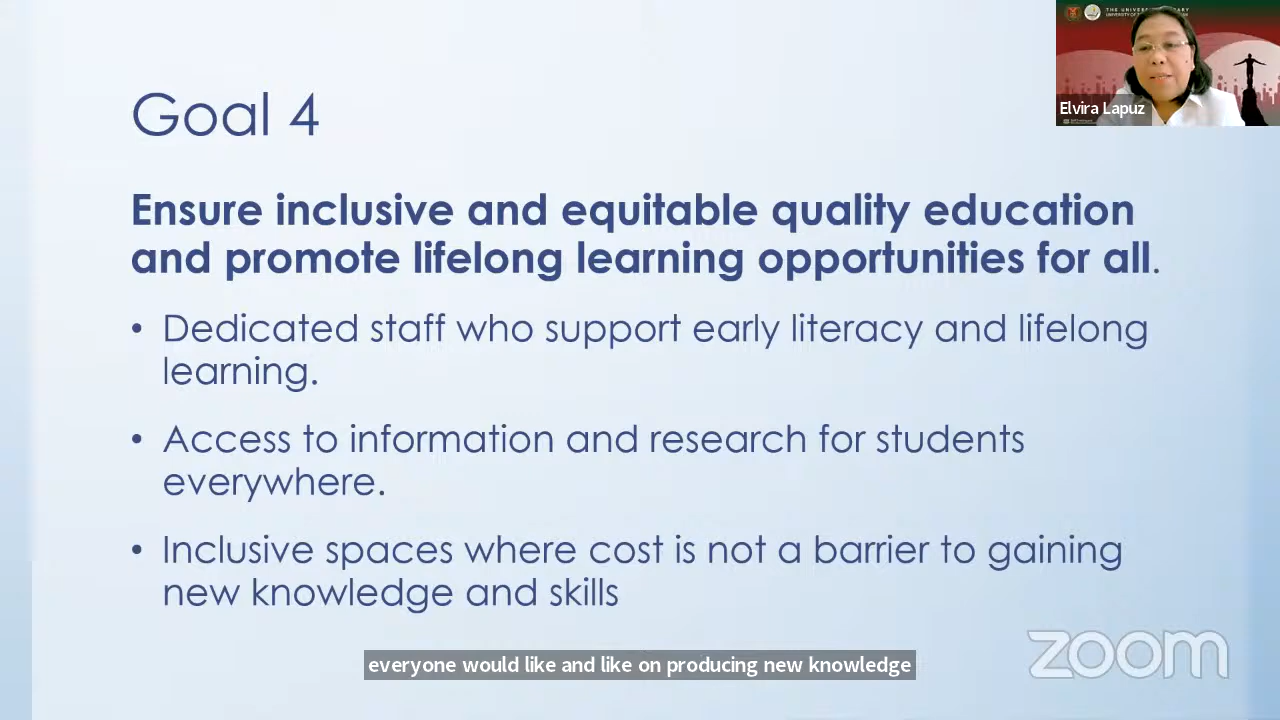 THE UNIVERSITY LIBRARY
Elvira Lapuz
Goal 4
Ensure inclusive and equitable quality education
and promote lifelong learning opportunities for all.
• Dedicated staff who support early literacy and lifelong
learning.
• Access to information and research for students
everywhere.
• Inclusive spaces where cost is not a barrier to gaining
new knowledge and skills
everyone would like and like on producing new knowledge
zoom